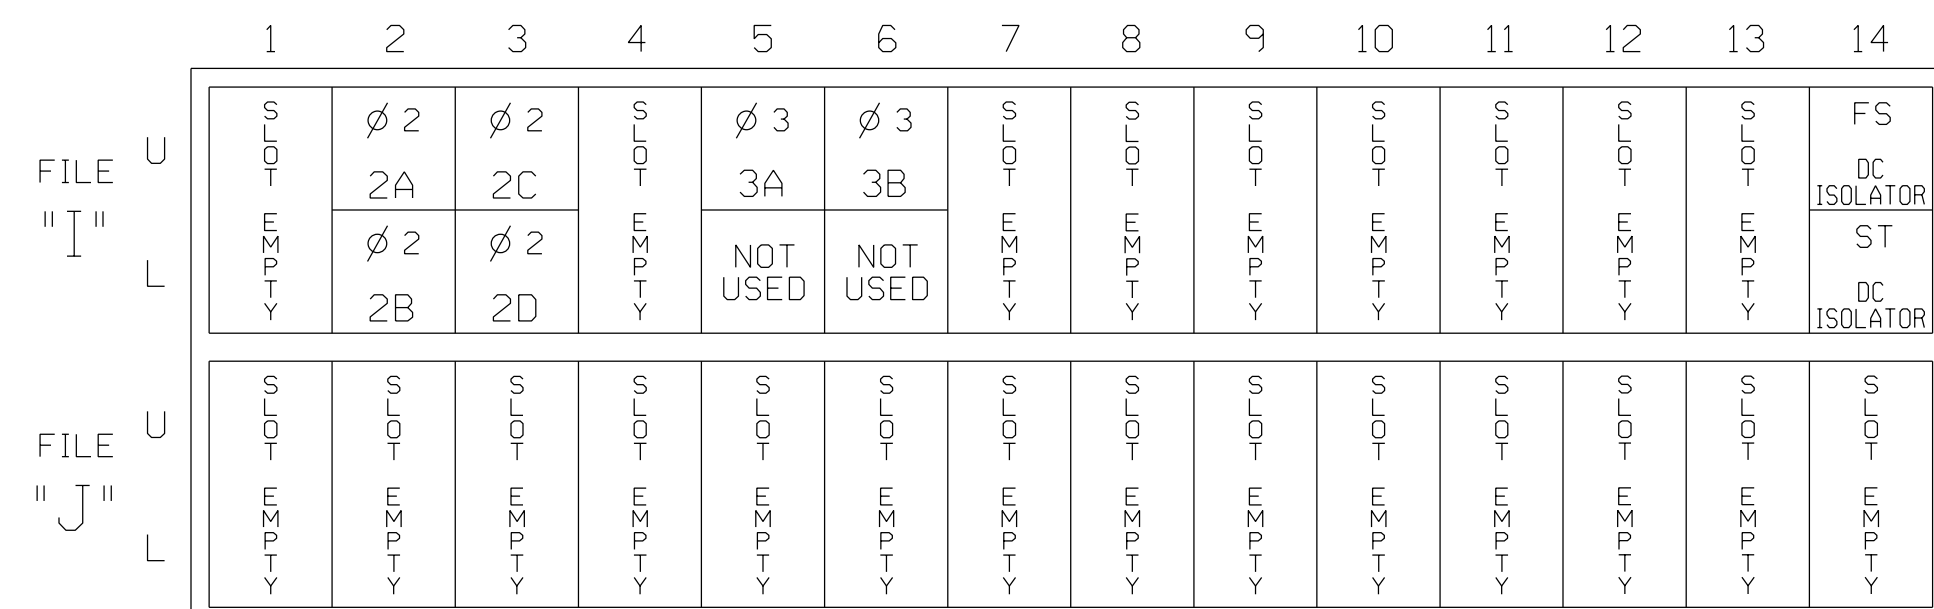 1 2 3 4 5 6 7 8 9 10 11 12 13 14
FILE "I"
U
L
SLOT EMPTY
Ø 2 2A
Ø 2 2B
Ø 2 2C
Ø 2 2D
SLOT EMPTY
Ø 3 3A
NOT USED
Ø 3 3B
NOT USED
SLOT EMPTY
SLOT EMPTY
SLOT EMPTY
SLOT EMPTY
SLOT EMPTY
SLOT EMPTY
SLOT EMPTY
FS
DC
ISOLATOR
ST
DC
ISOLATOR
FILE "J"
U
L
SLOT EMPTY
SLOT EMPTY
SLOT EMPTY
SLOT EMPTY
SLOT EMPTY
SLOT EMPTY
SLOT EMPTY
SLOT EMPTY
SLOT EMPTY
SLOT EMPTY
SLOT EMPTY
SLOT EMPTY
SLOT EMPTY
SLOT EMPTY